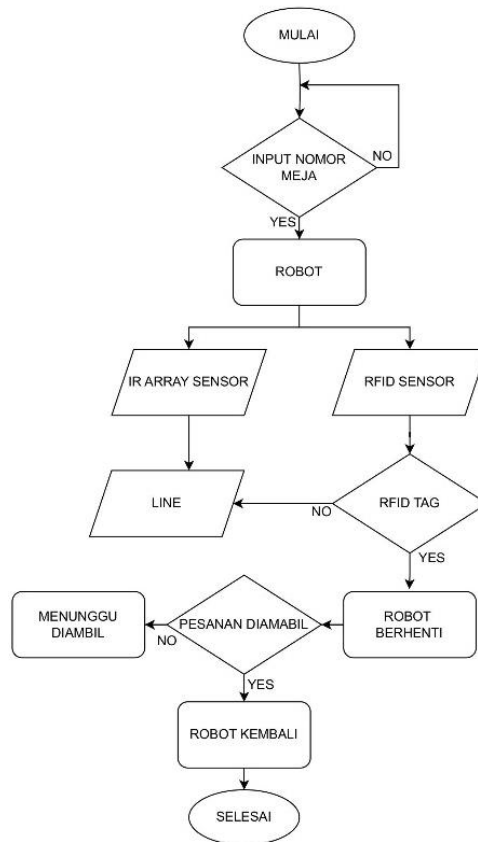 MULAI
INPUT NOMOR
MEJA
NO
YES
ROBOT
IR ARRAY SENSOR
RFID SENSOR
LINE
NO
RFID TAG
YES
MENUNGGU
DIAMBIL
NO
PESANAN DIAMABIL
ROBOT
BERHENTI
YES
ROBOT KEMBALI
SELESAI